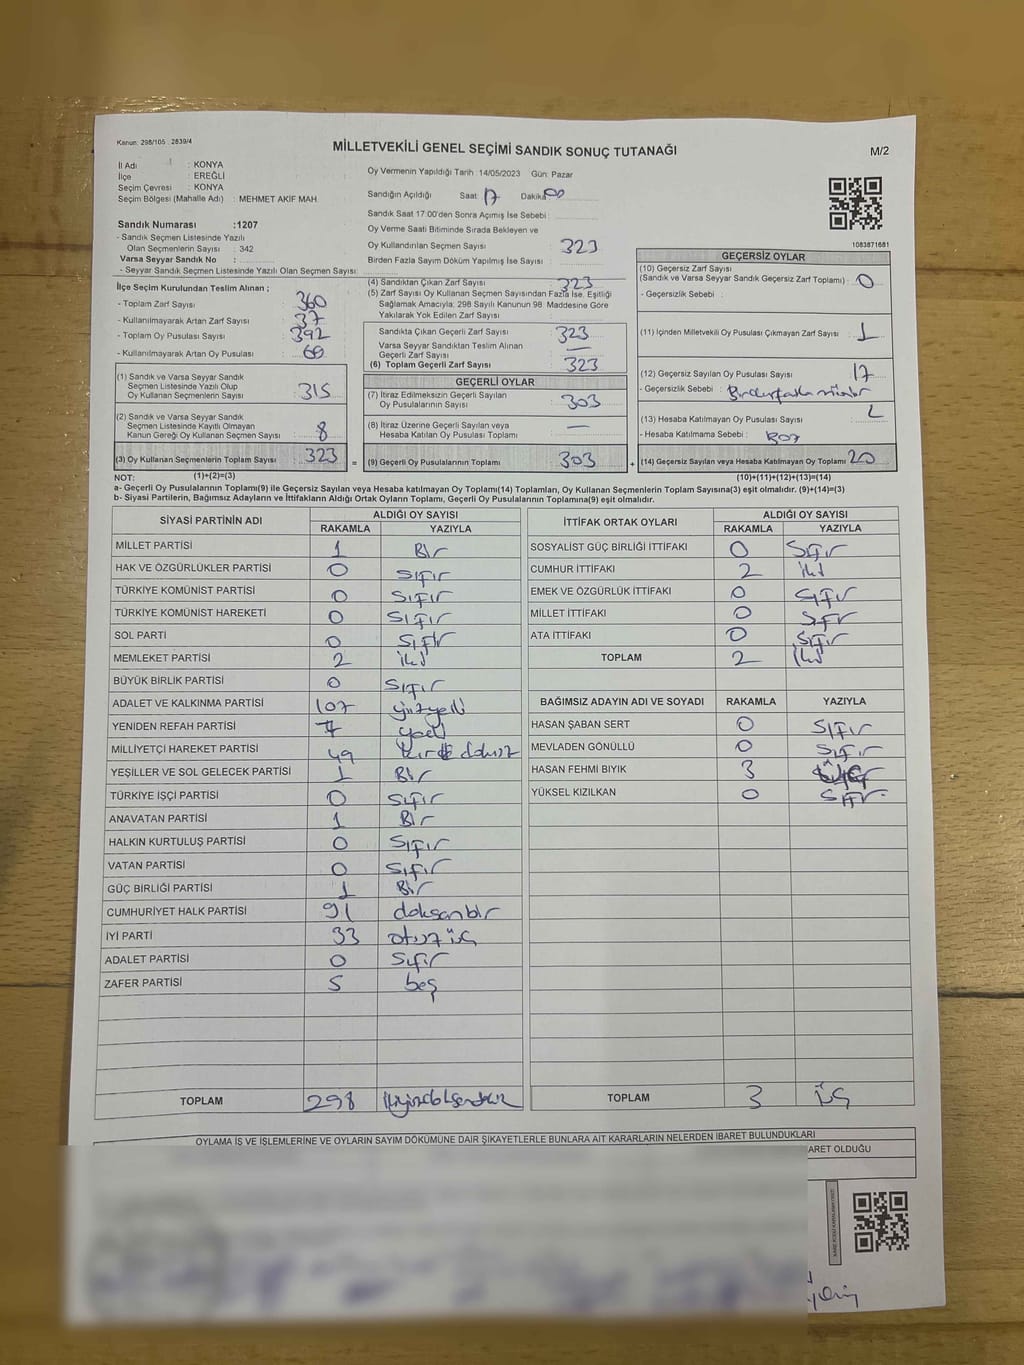 Kanun: 298/105 : 2839/4
MİLLETVEKİLİ GENEL SEÇİMİ SANDIK SONUÇ TUTANAĞI
M/2
İl Adı : KONYA
İlçe : EREĞLİ
Seçim Çevresi : KONYA
Seçim Bölgesi (Mahalle Adı) : MEHMET AKİF MAH.
Sandık Numarası :1207
- Sandık Seçmen Listesinde Yazılı
Olan Seçmenlerin Sayısı : 342
Varsa Seyyar Sandık No :
- Seyyar Sandık Seçmen Listesinde Yazılı Olan Seçmen Sayısı:
İlçe Seçim Kurulundan Teslim Alınan ;
- Toplam Zarf Sayısı : 360
- Kullanılmayarak Artan Zarf Sayısı : 37
- Toplam Oy Pusulası Sayısı : 392
- Kullanılmayarak Artan Oy Pusulası :
(1) Sandık ve Varsa Seyyar Sandık
Seçmen Listesinde Yazılı Olup
Oy Kullanan Seçmenlerin Sayısı : 315
(2) Sandık ve Varsa Seyyar Sandık
Seçmen Listesinde Kayıtlı Olmayan
Kanun Gereği Oy Kullanan Seçmen Sayısı : 8
(3) Oy Kullanan Seçmenlerin Toplam Sayısı : 323
Oy Vermenin Yapıldığı Tarih :14/05/2023 Gün: Pazar
Sandığın Açıldığı Saat 17 Dakika 00
Sandık Saat 17:00'den Sonra Açımış İse Sebebi :
Oy Verme Saati Bitiminde Sırada Bekleyen ve
Oy Kullandırılan Seçmen Sayısı : 323
Birden Fazla Sayım Döküm Yapılmış İse Sayısı :
(4) Sandıktan Çıkan Zarf Sayısı : 323
(5) Zarf Sayısı Oy Kullanan Seçmen Sayısından Fazla İse, Eşitliği
Sağlamak Amacıyla, 298 Sayılı Kanunun 98. Maddesine Göre
Yakılarak Yok Edilen Zarf Sayısı :
Sandıkta Çıkan Geçerli Zarf Sayısı : 323
Varsa Seyyar Sandıktan Teslim Alınan
Geçerli Zarf Sayısı : —
(6) Toplam Geçerli Zarf Sayısı : 323
GEÇERLİ OYLAR
(7) İtiraz Edilmeksizin Geçerli Sayılan
Oy Pusulalarının Sayısı : 303
(8) İtiraz Üzerine Geçerli Sayılan veya
Hesaba Katılan Oy Pusulası Toplamı : —
= (9) Geçerli Oy Pusulalarının Toplamı : 303 +
1083871681
GEÇERSİZ OYLAR
(10) Geçersiz Zarf Sayısı
(Sandık ve Varsa Seyyar Sandık Geçersiz Zarf Toplamı) : 0
- Geçersizlik Sebebi :
(11) İçinden Milletvekili Oy Pusulası Çıkmayan Zarf Sayısı : 1
(12) Geçersiz Sayılan Oy Pusulası Sayısı : 17
- Geçersizlik Sebebi :
(13) Hesaba Katılmayan Oy Pusulası Sayısı :
- Hesaba Katılmama Sebebi :
(14) Geçersiz Sayılan veya Hesaba Katılmayan Oy Toplamı : 20
NOT: (1)+(2)=(3) (10)+(11)+(12)+(13)=(14)
a- Geçerli Oy Pusulalarının Toplamı(9) ile Geçersiz Sayılan veya Hesaba katılmayan Oy Toplamı(14) Toplamları, Oy Kullanan Seçmenlerin Toplam Sayısına(3) eşit olmalıdır. (9)+(14)=(3)
b- Siyasi Partilerin, Bağımsız Adayların ve İttifakların Aldığı Ortak Oyların Toplamı, Geçerli Oy Pusulalarının Toplamına(9) eşit olmalıdır.
SİYASİ PARTİNİN ADI ALDIĞI OY SAYISI
RAKAMLA YAZIYLA
MİLLET PARTİSİ 1 Bir
HAK VE ÖZGÜRLÜKLER PARTİSİ 0 sıfır
TÜRKİYE KOMÜNİST PARTİSİ 0 sıfır
TÜRKİYE KOMÜNİST HAREKETİ 0 sıfır
SOL PARTİ 0 sıfır
MEMLEKET PARTİSİ 2 iki
BÜYÜK BİRLİK PARTİSİ 0 sıfır
ADALET VE KALKINMA PARTİSİ 107 yüzyedi
YENİDEN REFAH PARTİSİ 7 yedi
MİLLİYETÇİ HAREKET PARTİSİ 49 kırk dokuz
YEŞİLLER VE SOL GELECEK PARTİSİ 1 Bir
TÜRKİYE İŞÇİ PARTİSİ 0 sıfır
ANAVATAN PARTİSİ 1 Bir
HALKIN KURTULUŞ PARTİSİ 0 sıfır
VATAN PARTİSİ 0 sıfır
GÜÇ BİRLİĞİ PARTİSİ 1 Bir
CUMHURİYET HALK PARTİSİ 91 doksanbir
İYİ PARTİ 33 otuz üç
ADALET PARTİSİ 0 sıfır
ZAFER PARTİSİ 5 beş
TOPLAM 298
İTTİFAK ORTAK OYLARI ALDIĞI OY SAYISI
RAKAMLA YAZIYLA
SOSYALİST GÜÇ BİRLİĞİ İTTİFAKI 0 sıfır
CUMHUR İTTİFAKI 2 iki
EMEK VE ÖZGÜRLÜK İTTİFAKI 0 sıfır
MİLLET İTTİFAKI 0 sıfır
ATA İTTİFAKI 0 sıfır
TOPLAM 2 iki
BAĞIMSIZ ADAYIN ADI VE SOYADI RAKAMLA YAZIYLA
HASAN ŞABAN SERT 0 sıfır
MEVLADEN GÖNÜLLÜ 0 sıfır
HASAN FEHMİ BIYIK 3
YÜKSEL KIZILKAN 0 sıfır
TOPLAM 3 üç
OYLAMA İŞ VE İŞLEMLERİNE VE OYLARIN SAYIM DÖKÜMÜNE DAİR ŞİKAYETLERLE BUNLARA AİT KARARLARIN NELERDEN İBARET BULUNDUKLARI
ARET OLDUĞU